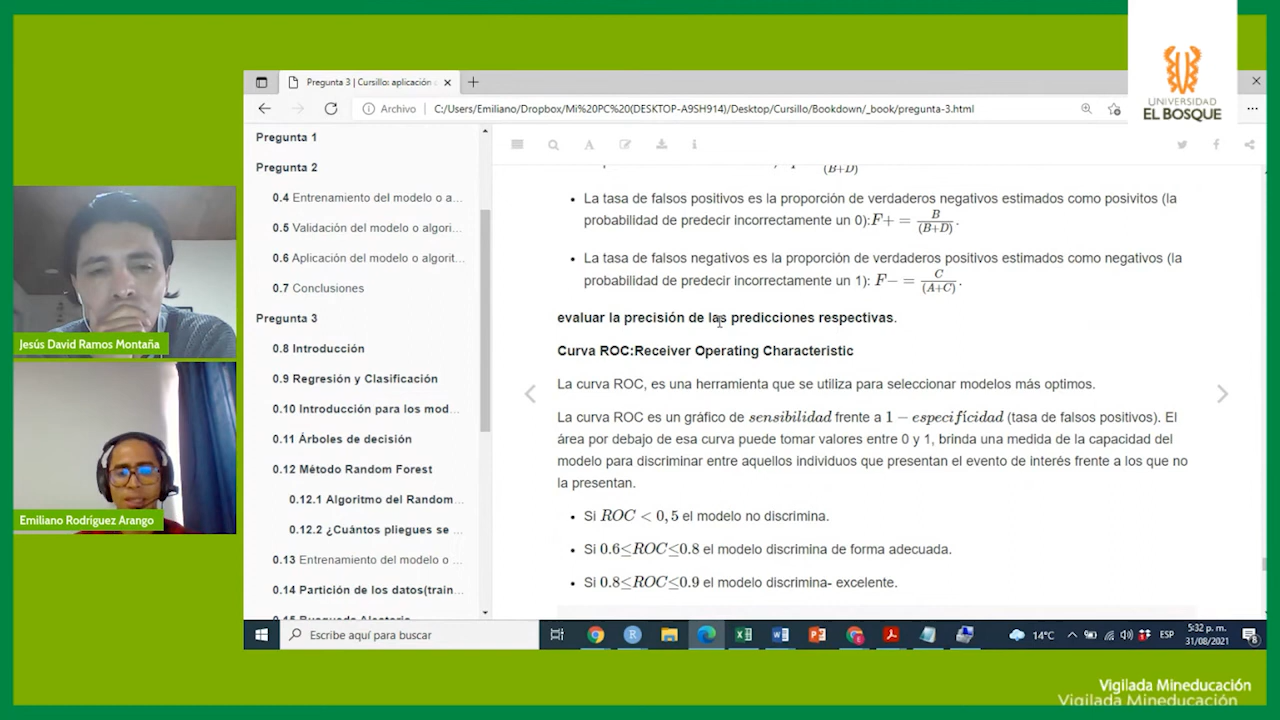 UNIVERSIDAD
EL BOSQUE
Pregunta 3 | Cursillo: aplicación
Archivo
C:/Users/Emiliano/Dropbox/Mi%20PC%20(DESKTOP-A9SH914)/Desktop/Cursillo/Bookdown/_book/pregunta-3.html
Pregunta 1
Pregunta 2
0.4 Entrenamiento del modelo o a...
0.5 Validación del modelo o algori...
0.6 Aplicación del modelo o algorit...
0.7 Conclusiones
Pregunta 3
0.8 Introducción
0.9 Regresión y Clasificación
0.10 Introducción para los mod...
0.11 Árboles de decisión
0.12 Método Random Forest
0.12.1 Algoritmo del Random...
0.12.2 ¿Cuántos pliegues se ...
0.13 Entrenamiento del modelo o ...
0.14 Partición de los datos(train...
(B+D)
• La tasa de falsos positivos es la proporción de verdaderos negativos estimados como posivitos (la
probabilidad de predecir incorrectamente un 0): F+ = B/(B+D).
• La tasa de falsos negativos es la proporción de verdaderos positivos estimados como negativos (la
probabilidad de predecir incorrectamente un 1): F− = C/(A+C).
evaluar la precisión de las predicciones respectivas.
Curva ROC:Receiver Operating Characteristic
La curva ROC, es una herramienta que se utiliza para seleccionar modelos más optimos.
La curva ROC es un gráfico de sensibilidad frente a 1 − especificidad (tasa de falsos positivos). El
área por debajo de esa curva puede tomar valores entre 0 y 1, brinda una medida de la capacidad del
modelo para discriminar entre aquellos individuos que presentan el evento de interés frente a los que no
la presentan.
• Si ROC < 0,5 el modelo no discrimina.
• Si 0.6≤ROC≤0.8 el modelo discrimina de forma adecuada.
• Si 0.8≤ROC≤0.9 el modelo discrimina- excelente.
Jesús David Ramos Montaña
Emiliano Rodríguez Arango
Escribe aquí para buscar
14°C
ESP
5:32 p. m.
31/08/2021
Vigilada Mineducación
Vigilada Mineducación